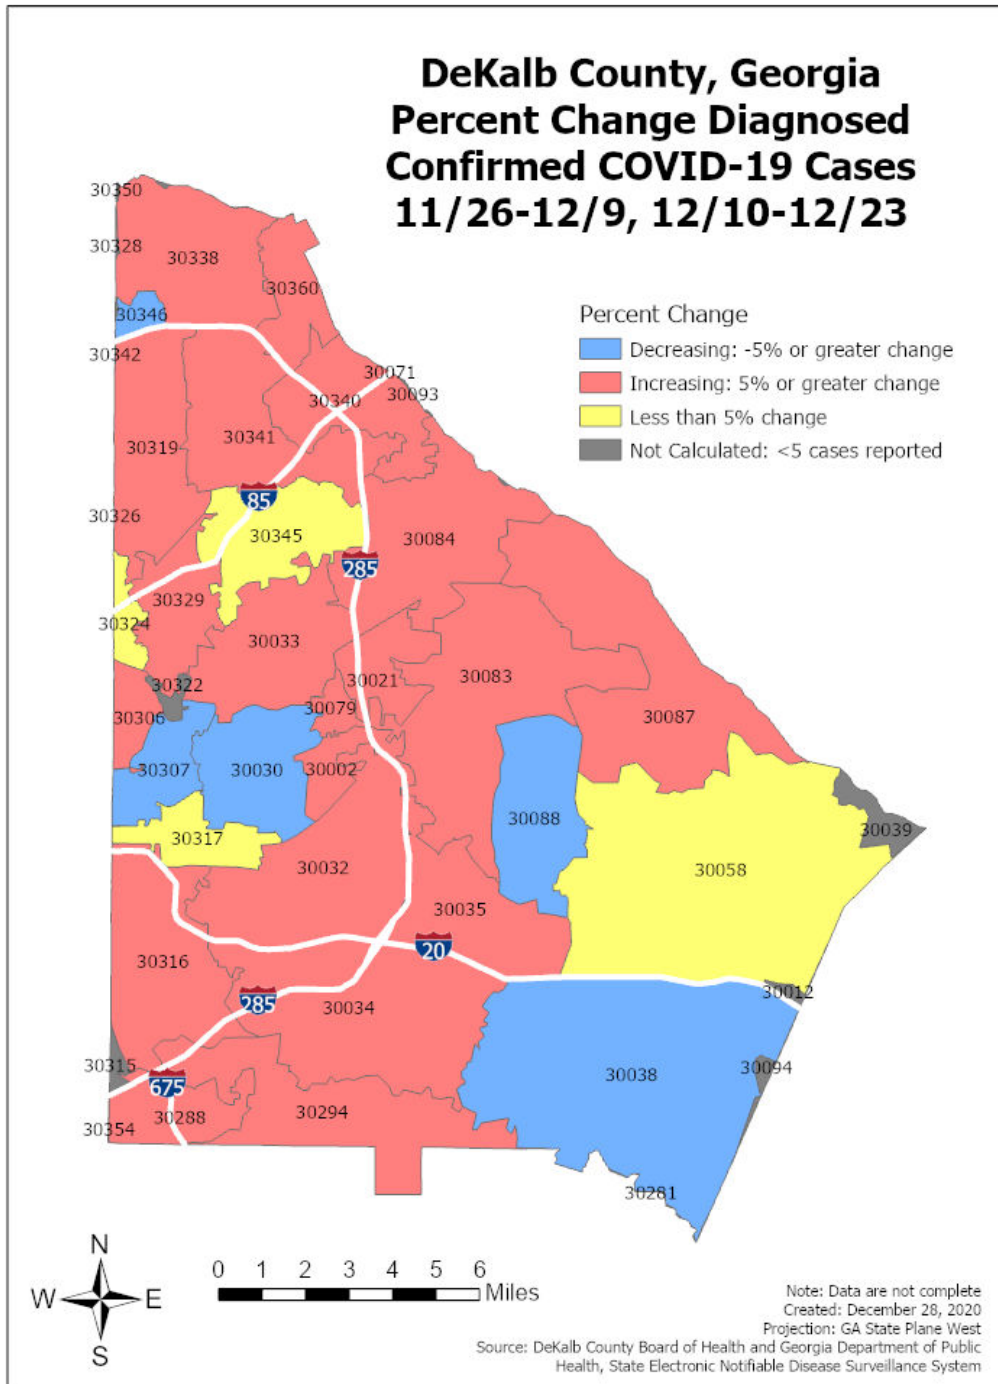 DeKalb County, Georgia
Percent Change Diagnosed
Confirmed COVID-19 Cases
11/26-12/9, 12/10-12/23
30350
30328
30338
30360
30346
30342
30071
30093
30340
30341
30319
Percent Change
Decreasing: -5% or greater change
Increasing: 5% or greater change
Less than 5% change
Not Calculated: <5 cases reported
85
30326
30345
30084
285
30329
30324
30033
30322
30021
30083
30079
30306
30087
30307
30030
30002
30088
30039
30317
30032
30058
30035
20
30316
30012
285
30034
30315
675
30038
30094
30288
30294
30354
30281
N
W
E
S
0 1 2 3 4 5 6
Miles
Note: Data are not complete
Created: December 28, 2020
Projection: GA State Plane West
Source: DeKalb County Board of Health and Georgia Department of Public
Health, State Electronic Notifiable Disease Surveillance System